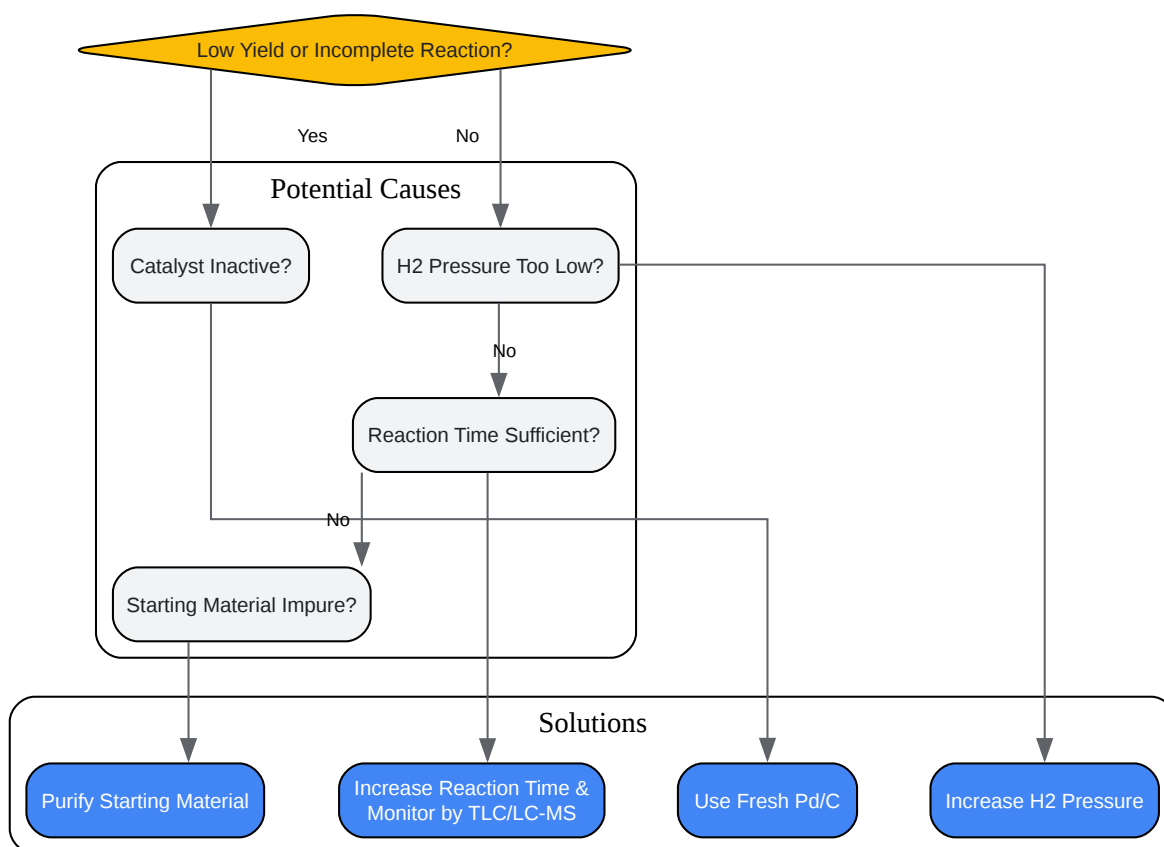 Low Yield or Incomplete Reaction?
Yes
No
Potential Causes
Catalyst Inactive?
H2 Pressure Too Low?
No
Reaction Time Sufficient?
No
Starting Material Impure?
Solutions
Purify Starting Material
Increase Reaction Time &
Monitor by TLC/LC-MS
Use Fresh Pd/C
Increase H2 Pressure